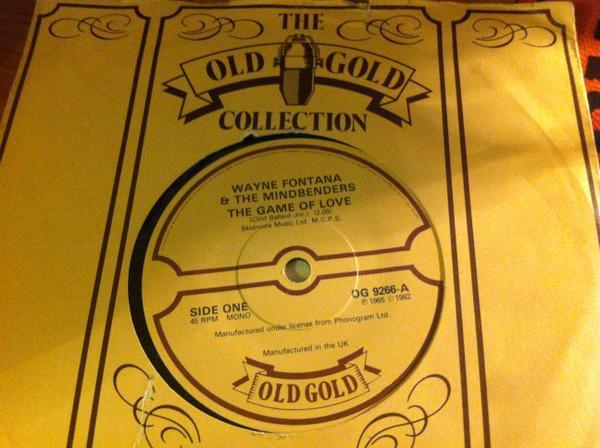 THE
OLD GOLD
COLLECTION
WAYNE FONTANA
& THE MINDBENDERS
THE GAME OF LOVE
(Clint Ballard Jnr.) (2.09)
Skidmore Music Ltd. M.C.P.S.
SIDE ONE
45 RPM MONO
OG 9266-A
℗ 1965 © 1982
Manufactured under license from Phonogram Ltd.
Manufactured in the UK
OLD GOLD